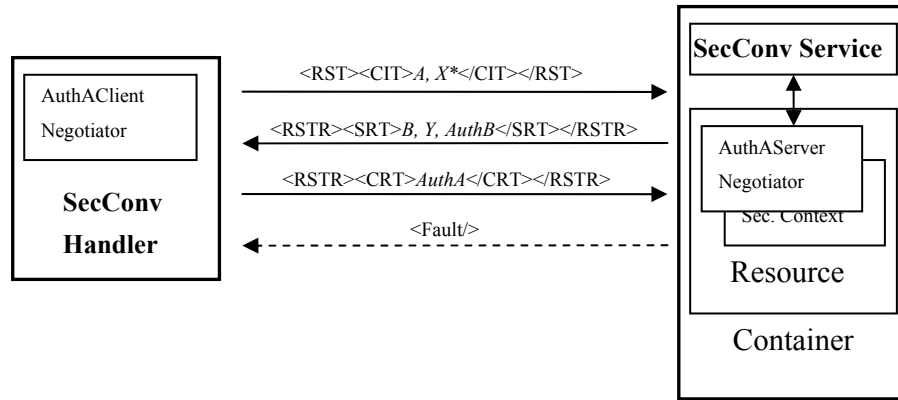 AuthAClient
Negotiator
SecConv
Handler
<RST><CIT>A, X*</CIT></RST>
<RSTR><SRT>B, Y, AuthB</SRT></RSTR>
<RSTR><CRT>AuthA</CRT></RSTR>
<Fault/>
SecConv Service
AuthAServer
Negotiator
Sec. Context
Resource
Container